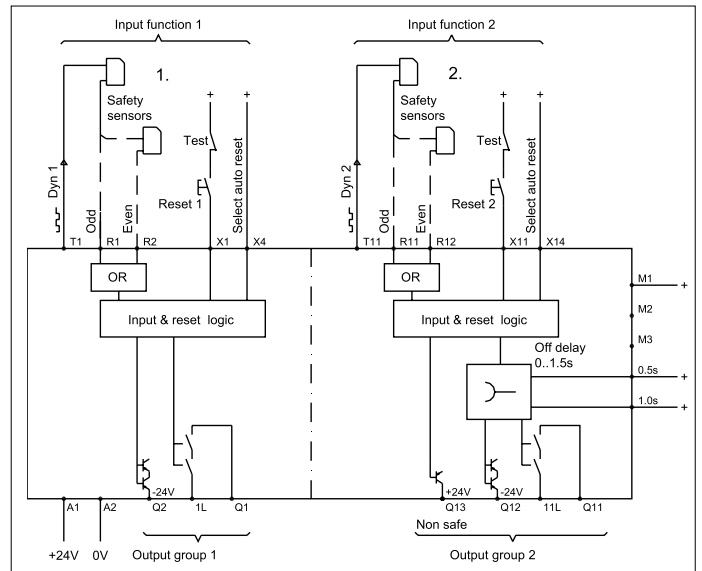 Input function 1
Input function 2
1.
2.
Safety
sensors
Safety
sensors
+ +
+ +
Test
Test
Select auto reset
Select auto reset
Dyn 1
Dyn 2
Reset 1
Reset 2
Odd
Even
Odd
Even
T1 R1 R2 X1 X4
T11 R11 R12 X11 X14
OR
OR
M1 +
Input & reset logic
Input & reset logic
M2
M3
Off delay
0..1.5s
0.5s +
1.0s +
-24V
+24V
-24V
A1 A2 Q2 1L Q1
Q13 Q12 11L Q11
Non safe
+24V 0V
Output group 1
Output group 2